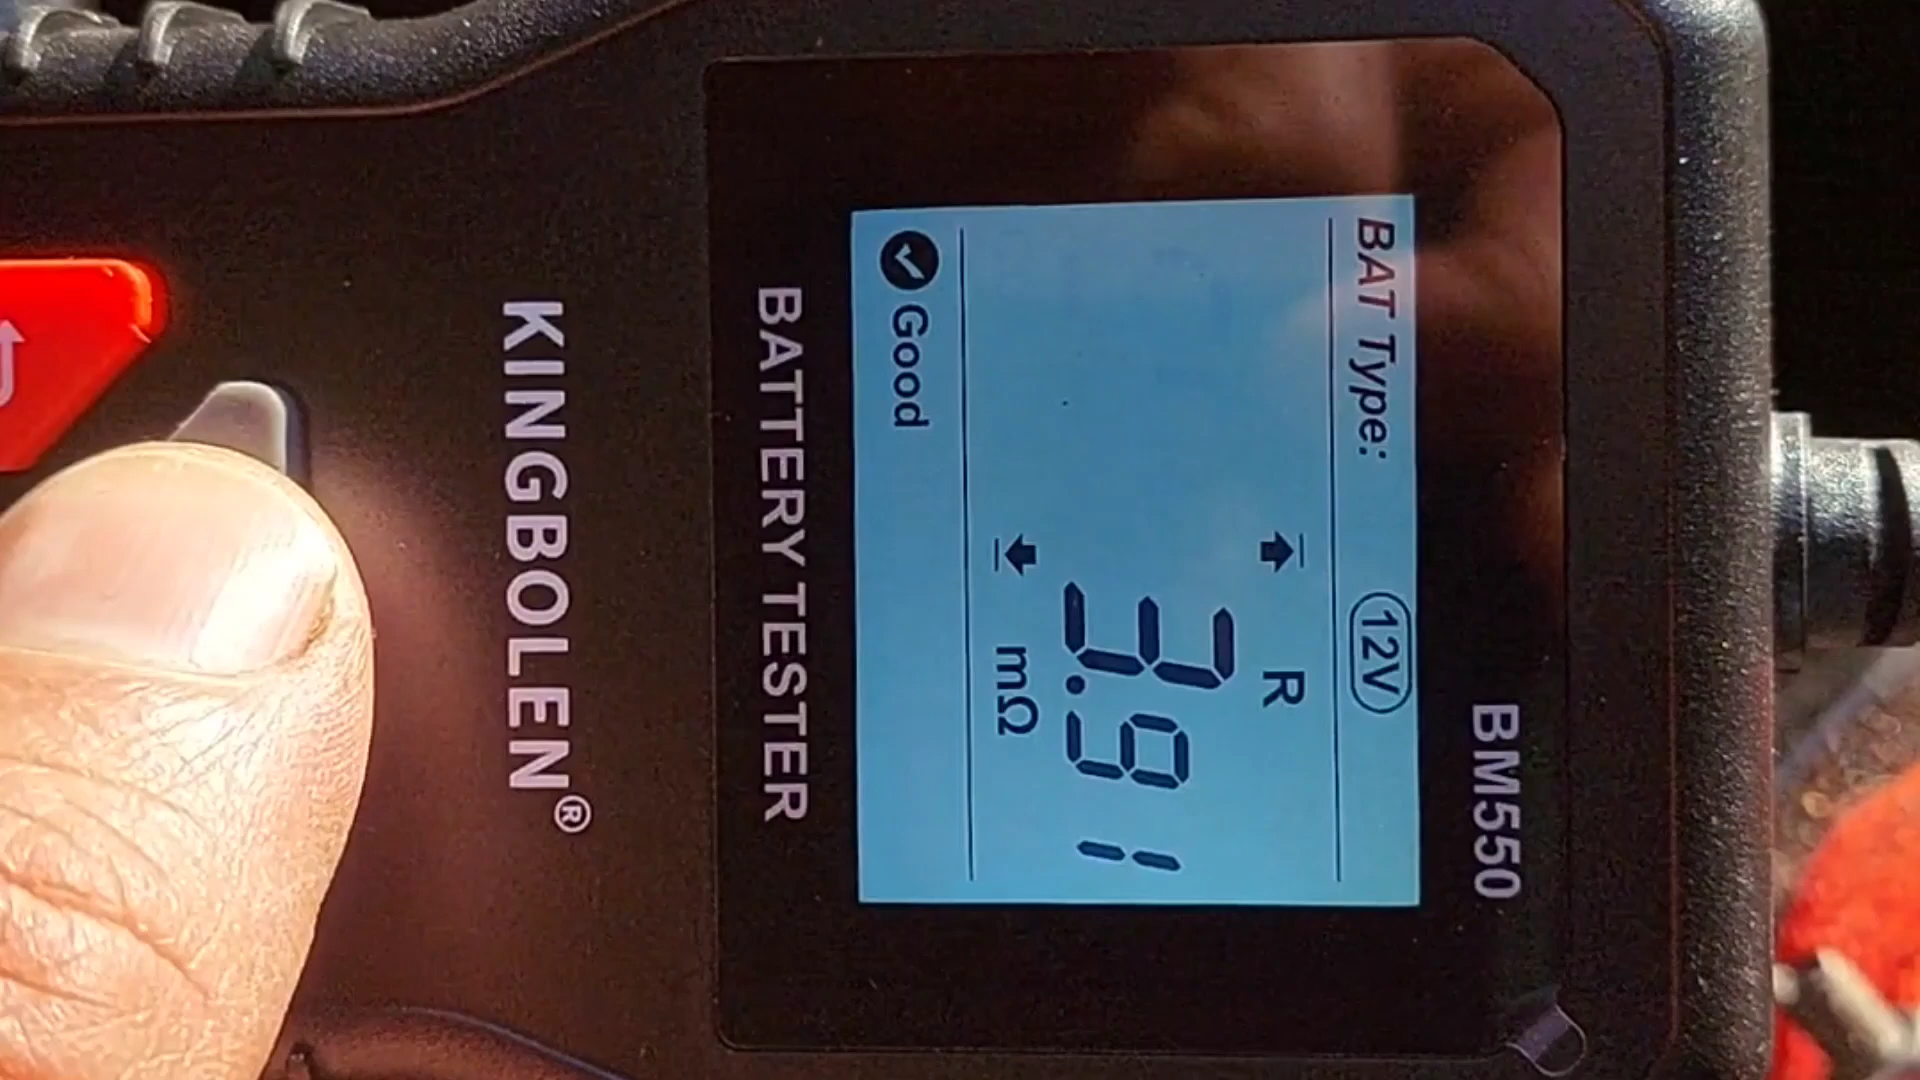 BM550
BAT Type: 12V
R
3.91
mΩ
Good
BATTERY TESTER
KINGBOLEN®